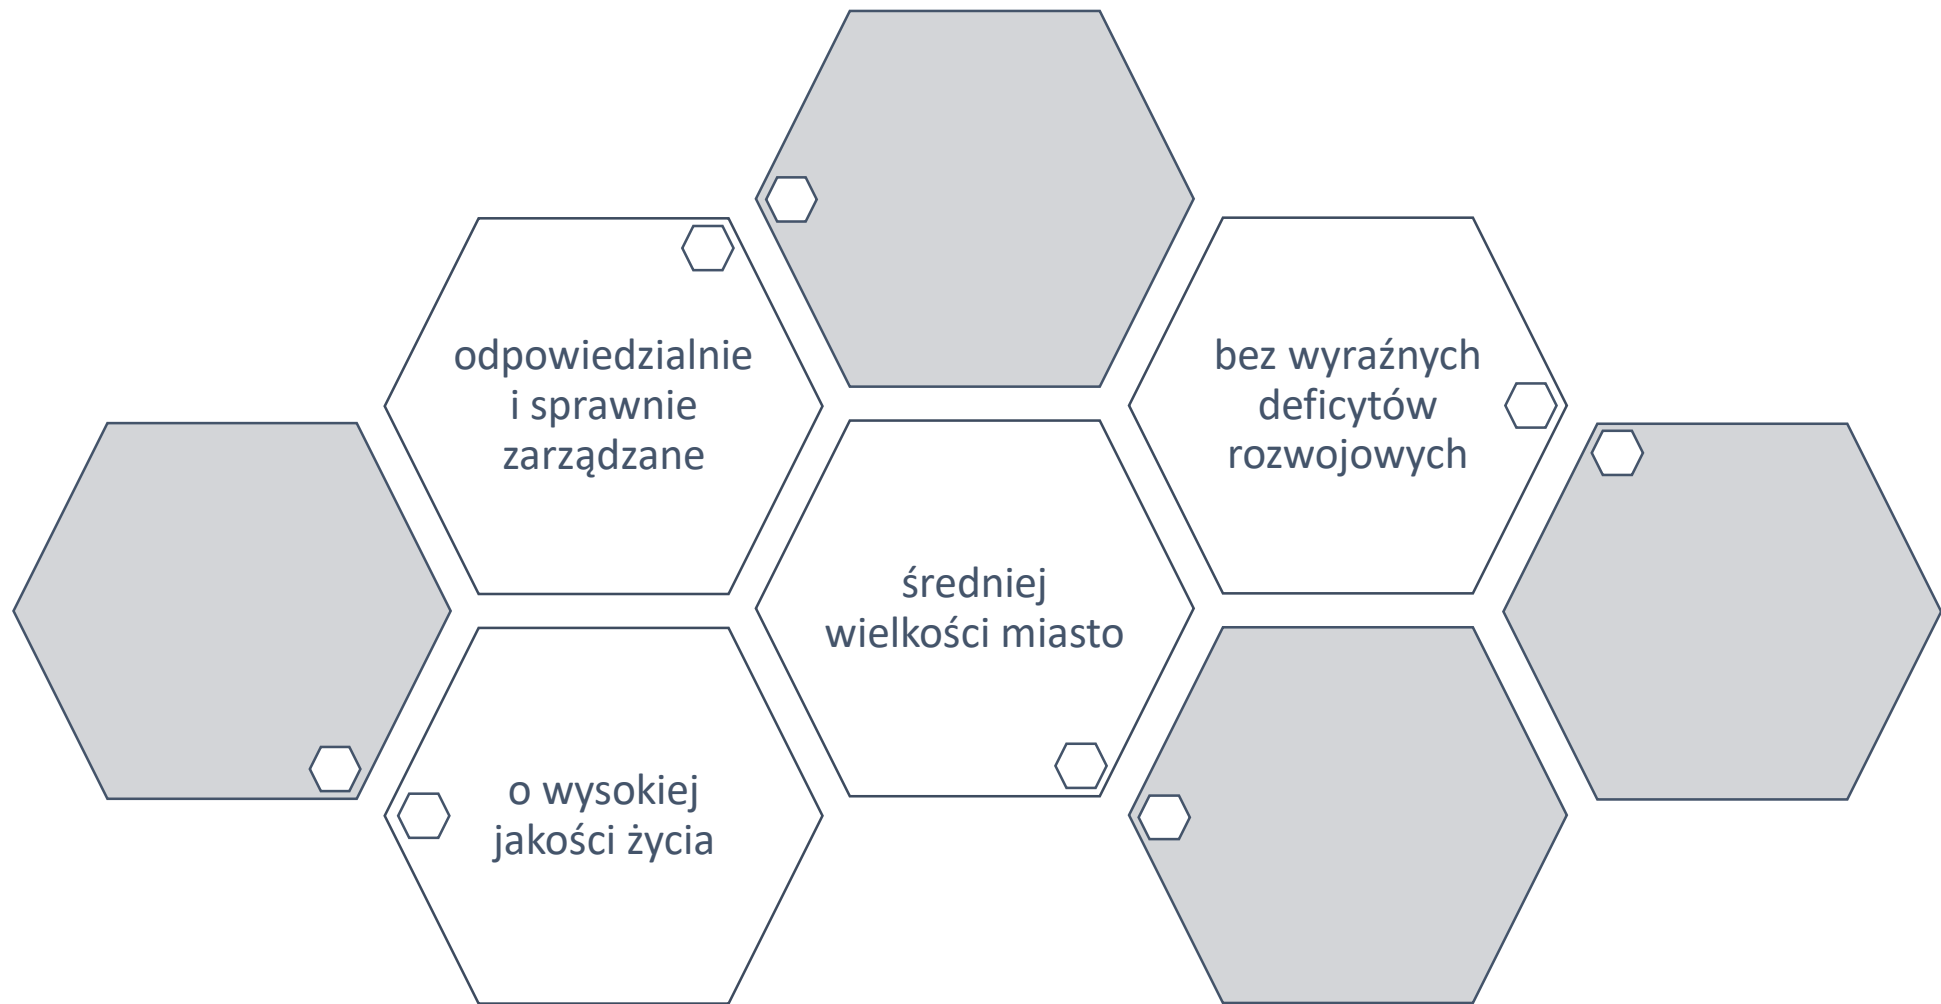 odpowiedzialnie
i sprawnie
zarządzane
bez wyraźnych
deficytów
rozwojowych
średniej
wielkości miasto
o wysokiej
jakości życia